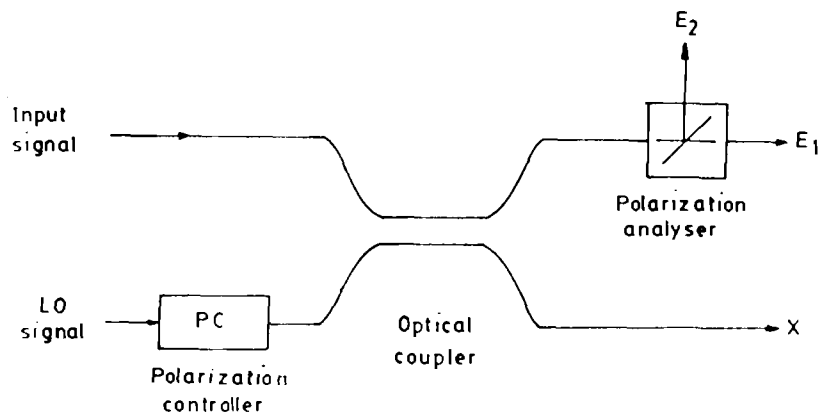 E2
Input
signal
E1
Polarization
analyser
LO
signal
PC
Optical
coupler
X
Polarization
controller